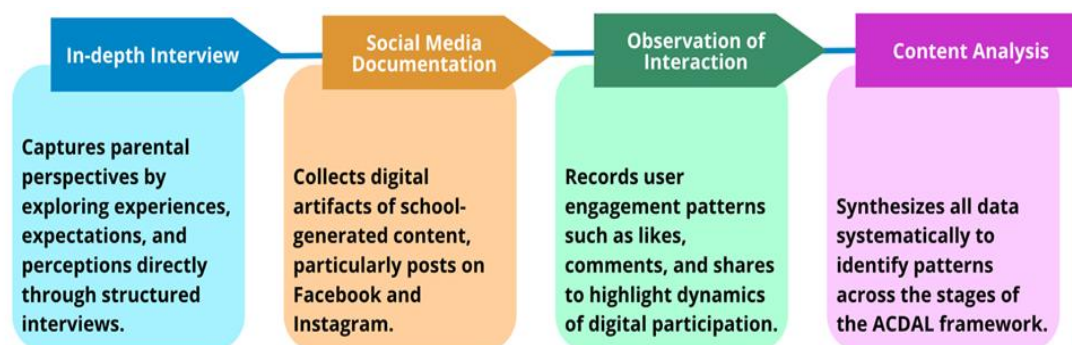 In-depth Interview
Captures parental
perspectives by
exploring experiences,
expectations, and
perceptions directly
through structured
interviews.
Social Media
Documentation
Collects digital
artifacts of school-
generated content,
particularly posts on
Facebook and
Instagram.
Observation of
Interaction
Records user
engagement patterns
such as likes,
comments, and shares
to highlight dynamics
of digital participation.
Content Analysis
Synthesizes all data
systematically to
identify patterns
across the stages of
the ACDAL framework.